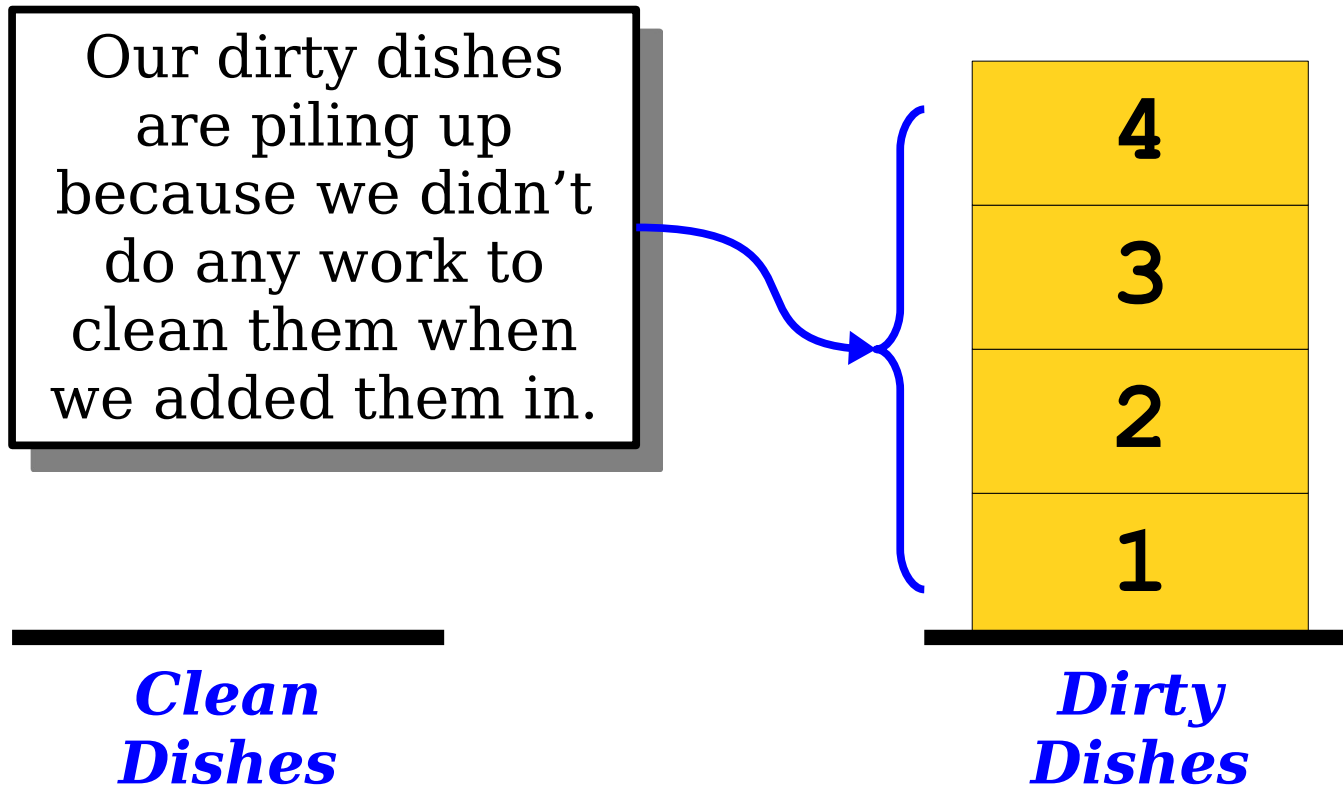 Our dirty dishes
are piling up
because we didn’t
do any work to
clean them when
we added them in.
4
3
2
1
Clean
Dishes
Dirty
Dishes